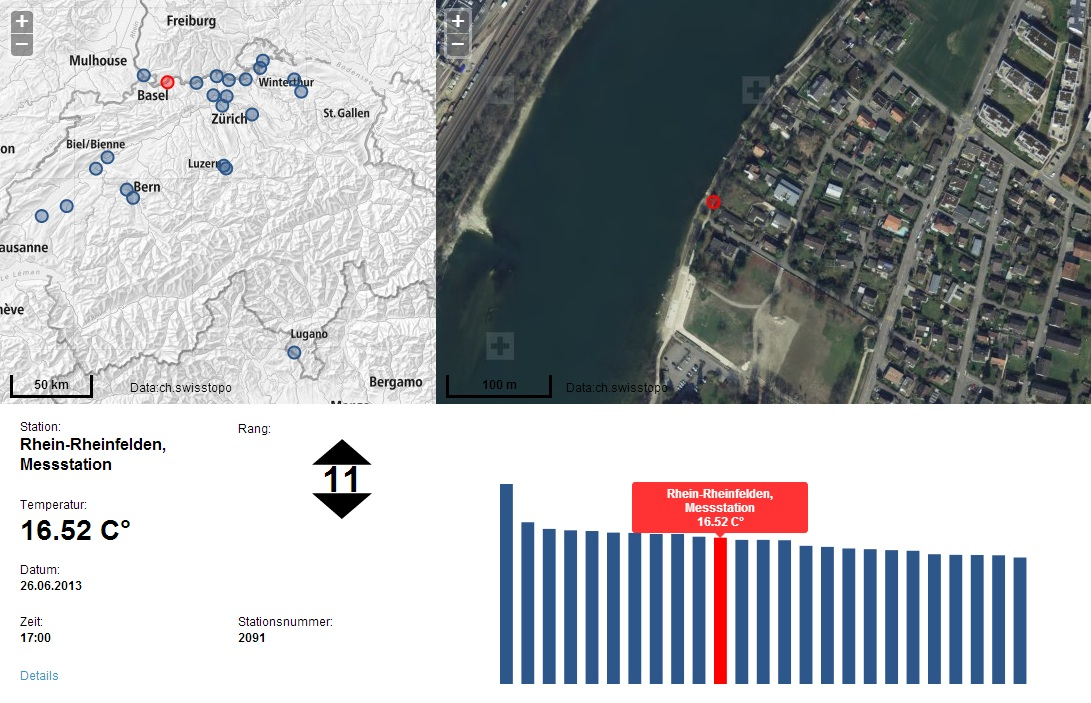 +
−
Freiburg
Mulhouse
Basel
Winterthur
Bodensee
Zürich
St. Gallen
on
Biel/Bienne
Luzern
Bern
ausanne
Le Léman
nève
Lugano
Bergamo
50 km
Data:ch.swisstopo
+
−
100 m
Data:ch.swisstopo
Station:
Rhein-Rheinfelden,
Messstation
Rang:
11
Temperatur:
16.52 C°
Datum:
26.06.2013
Zeit:
17:00
Stationsnummer:
2091
Details
Rhein-Rheinfelden,
Messstation
16.52 C°